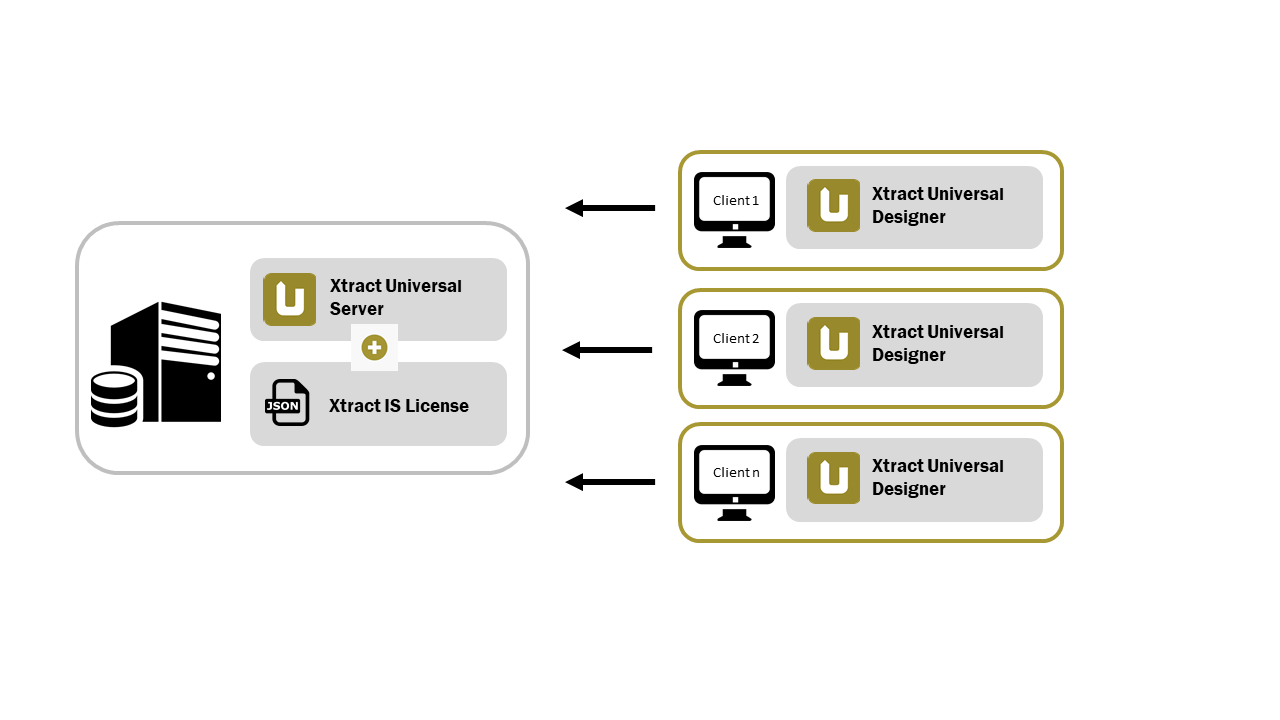 Xtract Universal
Server
JSON
Xtract IS License
Client 1
Xtract Universal
Designer
Client 2
Xtract Universal
Designer
Client n
Xtract Universal
Designer